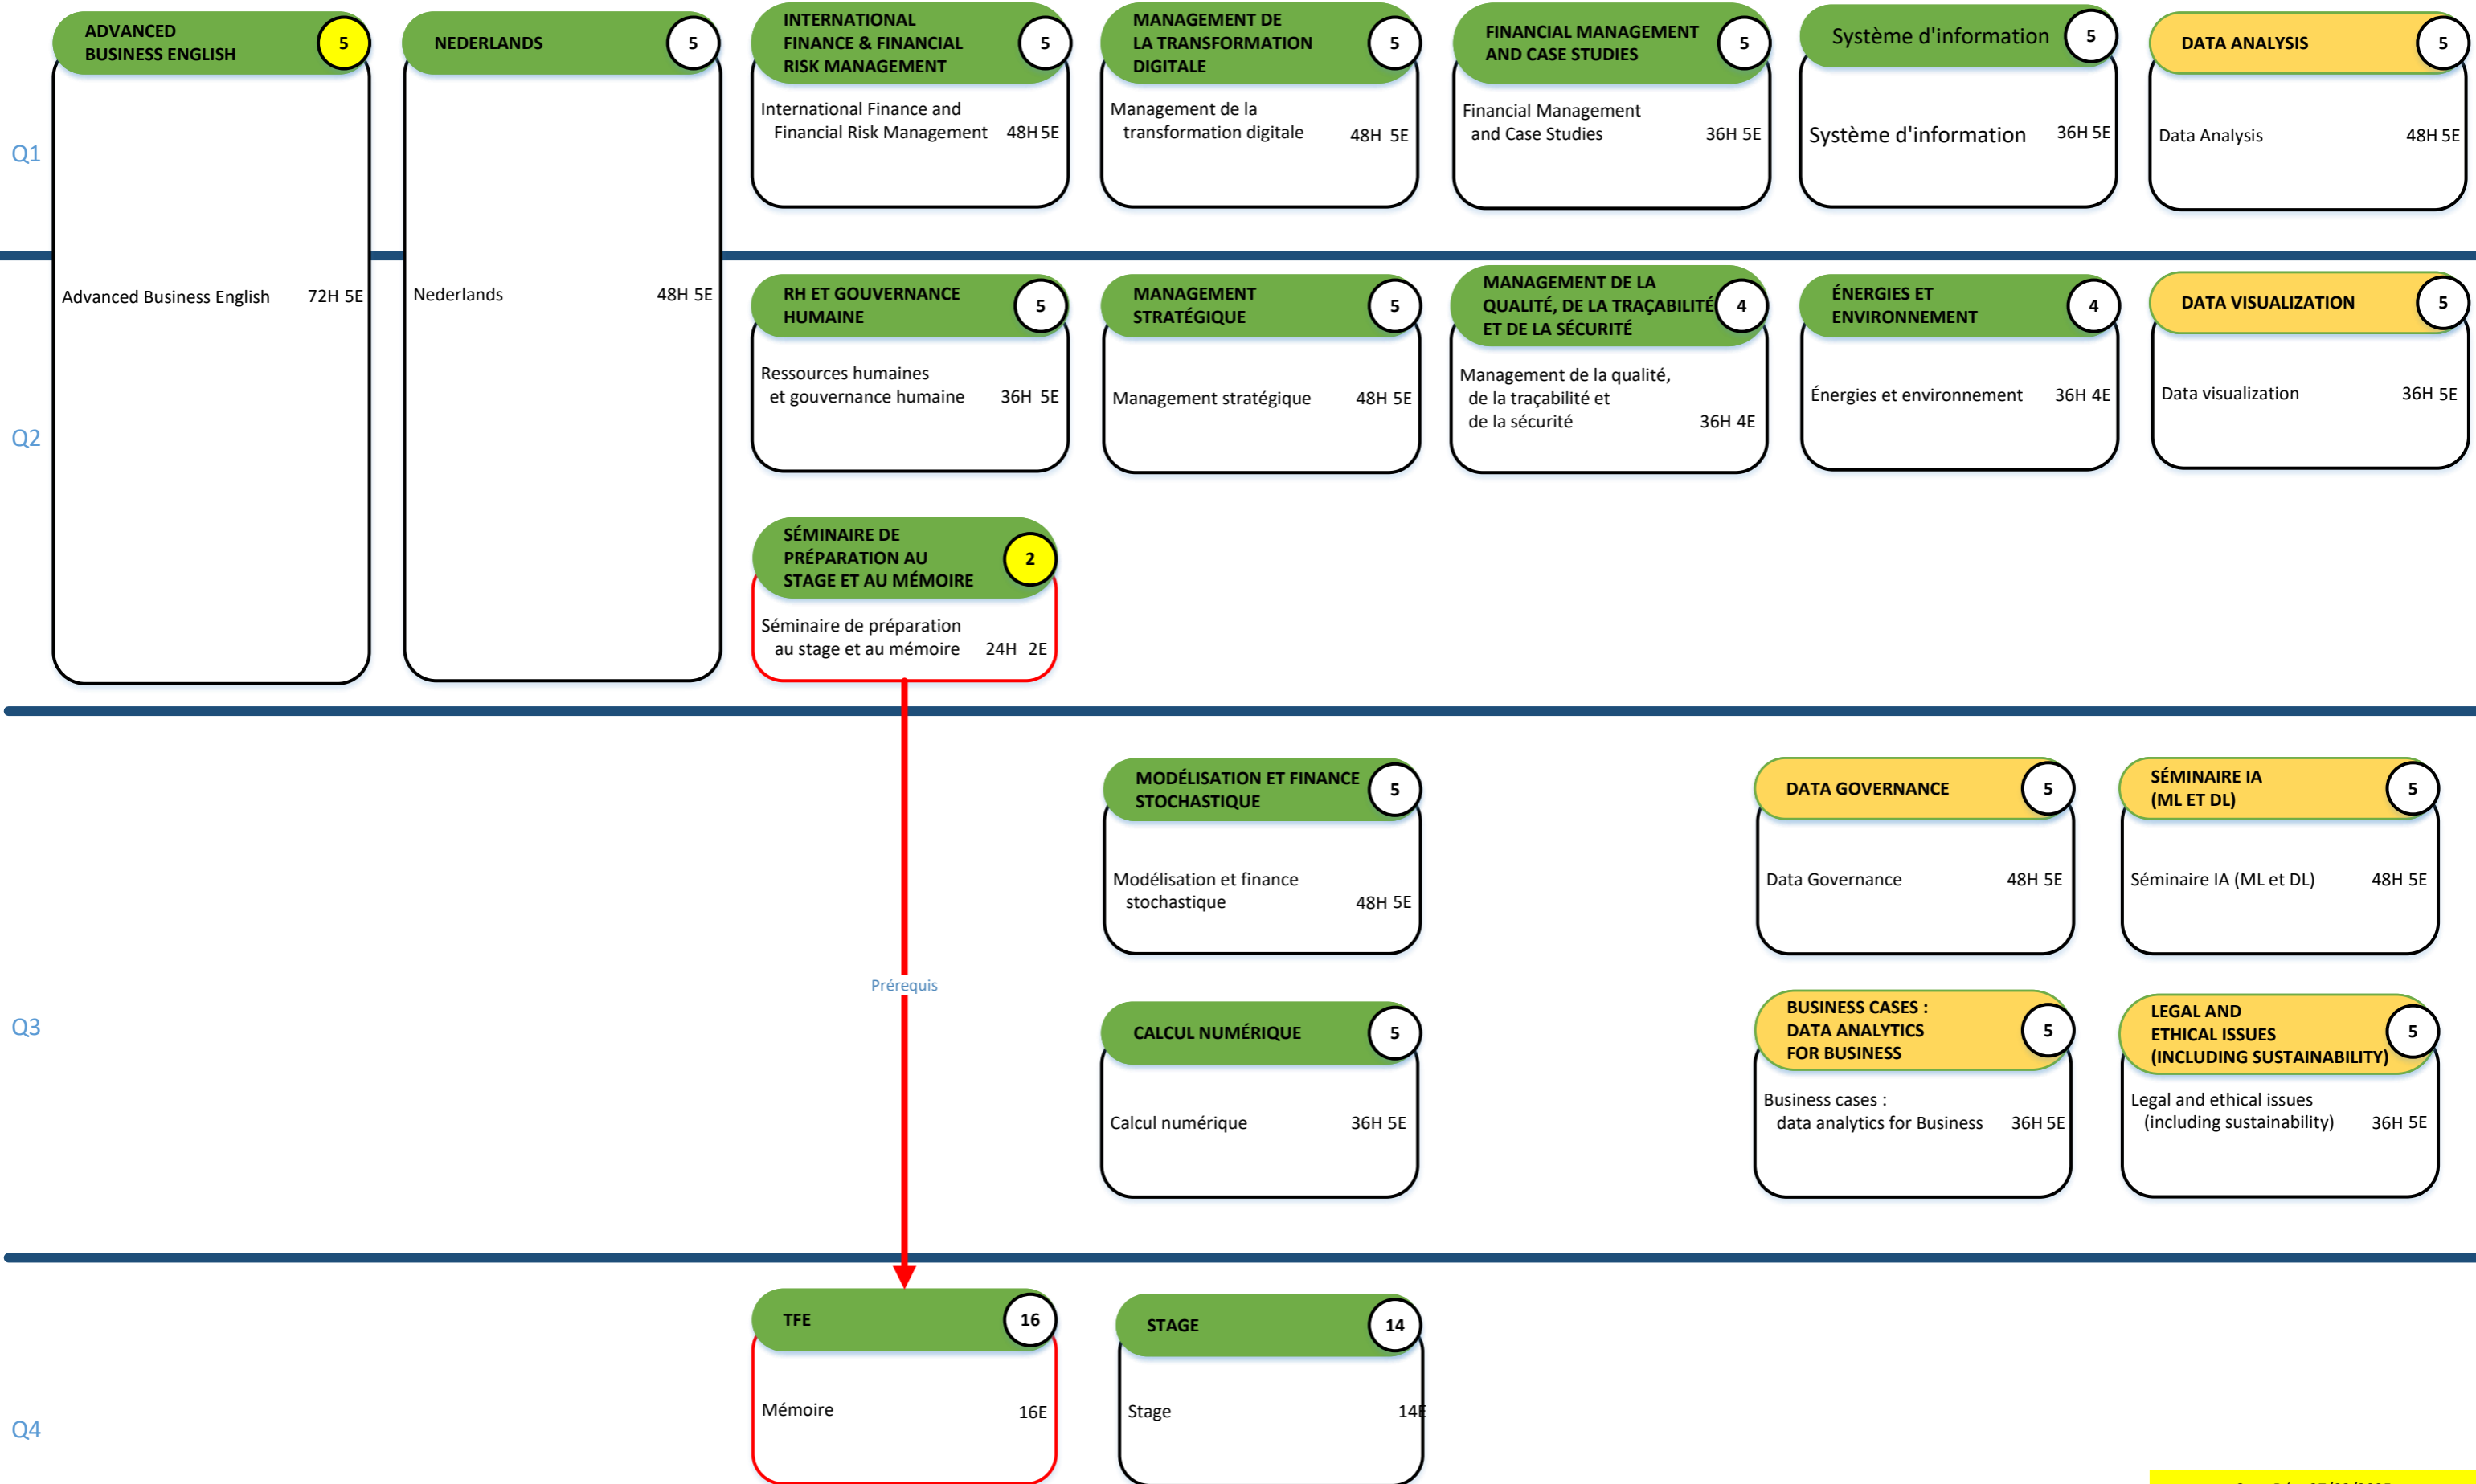 ADVANCED
BUSINESS ENGLISH
5
NEDERLANDS
5
INTERNATIONAL
FINANCE & FINANCIAL
RISK MANAGEMENT
5
MANAGEMENT DE
LA TRANSFORMATION
DIGITALE
5
FINANCIAL MANAGEMENT
AND CASE STUDIES
5
Système d'information
5
DATA ANALYSIS
5
Q1
International Finance and
Financial Risk Management 48H 5E
Management de la
transformation digitale 48H 5E
Financial Management
and Case Studies 36H 5E
Système d'information 36H 5E
Data Analysis 48H 5E
Advanced Business English 72H 5E
Nederlands 48H 5E
RH ET GOUVERNANCE
HUMAINE
5
MANAGEMENT
STRATÉGIQUE
5
MANAGEMENT DE LA
QUALITÉ, DE LA TRAÇABILITÉ
ET DE LA SÉCURITÉ
4
ÉNERGIES ET
ENVIRONNEMENT
4
DATA VISUALIZATION
5
Q2
Ressources humaines
et gouvernance humaine 36H 5E
Management stratégique 48H 5E
Management de la qualité,
de la traçabilité et
de la sécurité 36H 4E
Énergies et environnement 36H 4E
Data visualization 36H 5E
SÉMINAIRE DE
PRÉPARATION AU
STAGE ET AU MÉMOIRE
2
Séminaire de préparation
au stage et au mémoire 24H 2E
MODÉLISATION ET FINANCE
STOCHASTIQUE
5
DATA GOVERNANCE
5
SÉMINAIRE IA
(ML ET DL)
5
Modélisation et finance
stochastique 48H 5E
Data Governance 48H 5E
Séminaire IA (ML et DL) 48H 5E
Prérequis
Q3
CALCUL NUMÉRIQUE
5
BUSINESS CASES :
DATA ANALYTICS
FOR BUSINESS
5
LEGAL AND
ETHICAL ISSUES
(INCLUDING SUSTAINABILITY)
5
Calcul numérique 36H 5E
Business cases :
data analytics for Business 36H 5E
Legal and ethical issues
(including sustainability) 36H 5E
TFE
16
STAGE
14
Q4
Mémoire 16E
Stage 14E